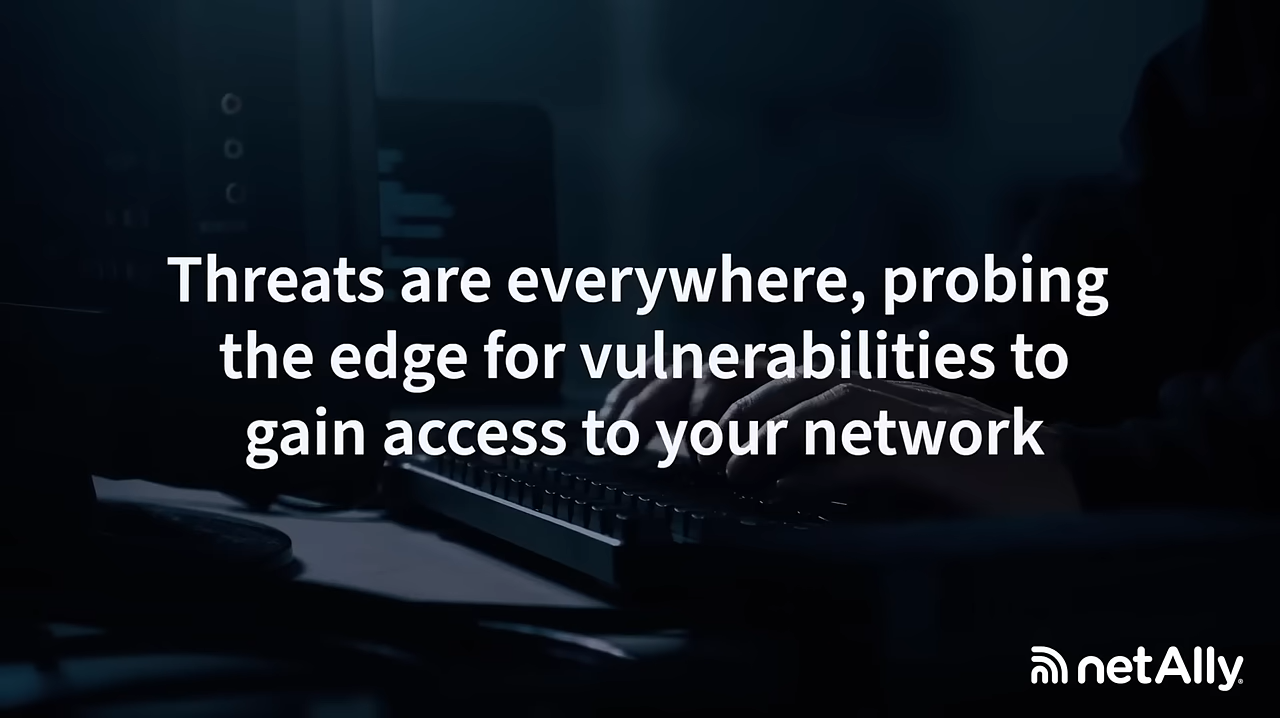 Threats are everywhere, probing
the edge for vulnerabilities to
gain access to your network
netAlly